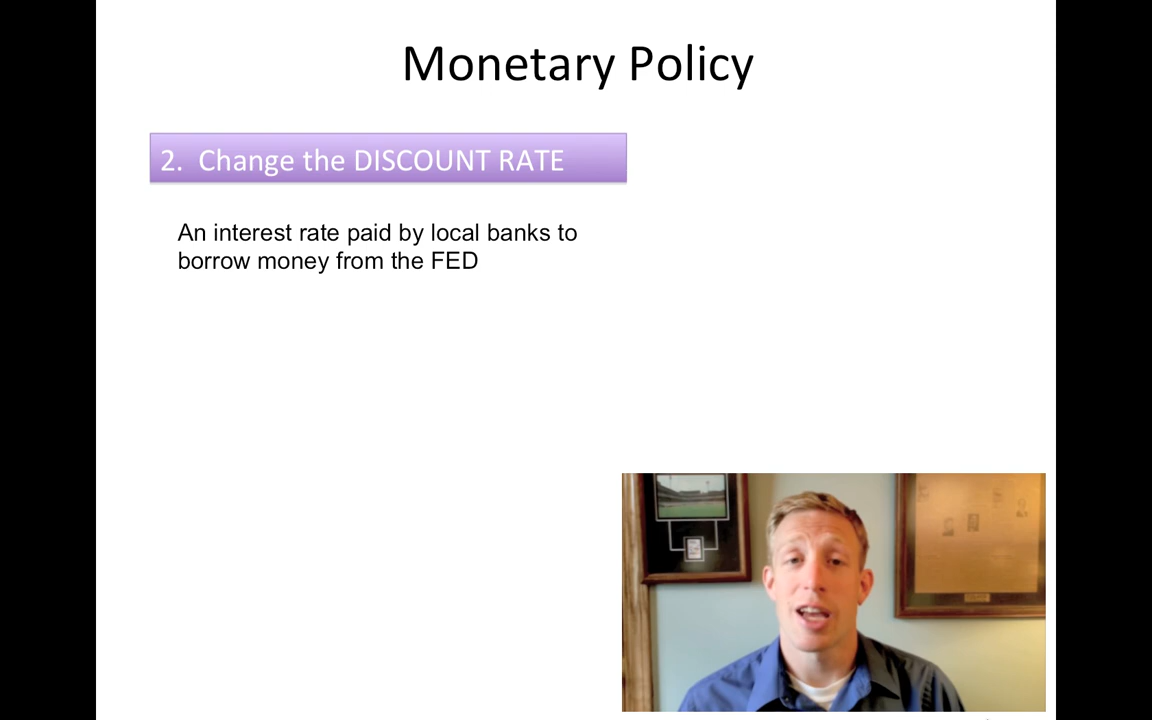 Monetary Policy
2. Change the DISCOUNT RATE
An interest rate paid by local banks to
borrow money from the FED